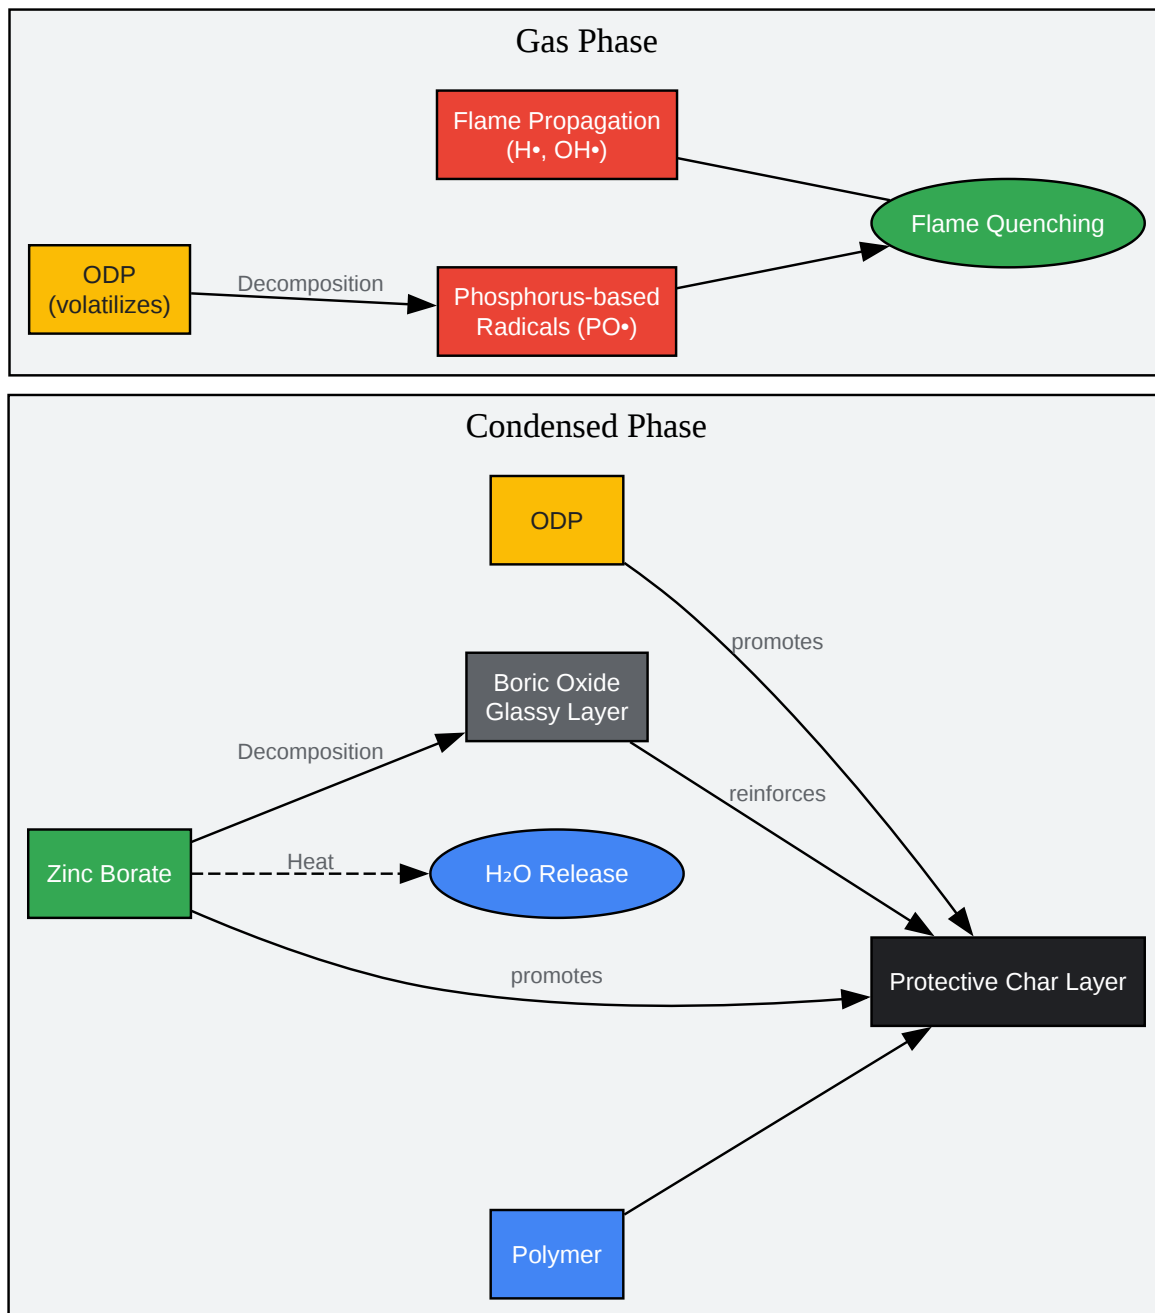 Gas Phase
Flame Propagation
(H•, OH•)
Flame Quenching
ODP
(volatilizes)
Decomposition
Phosphorus-based
Radicals (PO•)
Condensed Phase
ODP
promotes
Boric Oxide
Glassy Layer
Decomposition
reinforces
Zinc Borate
Heat
H₂O Release
promotes
Protective Char Layer
Polymer